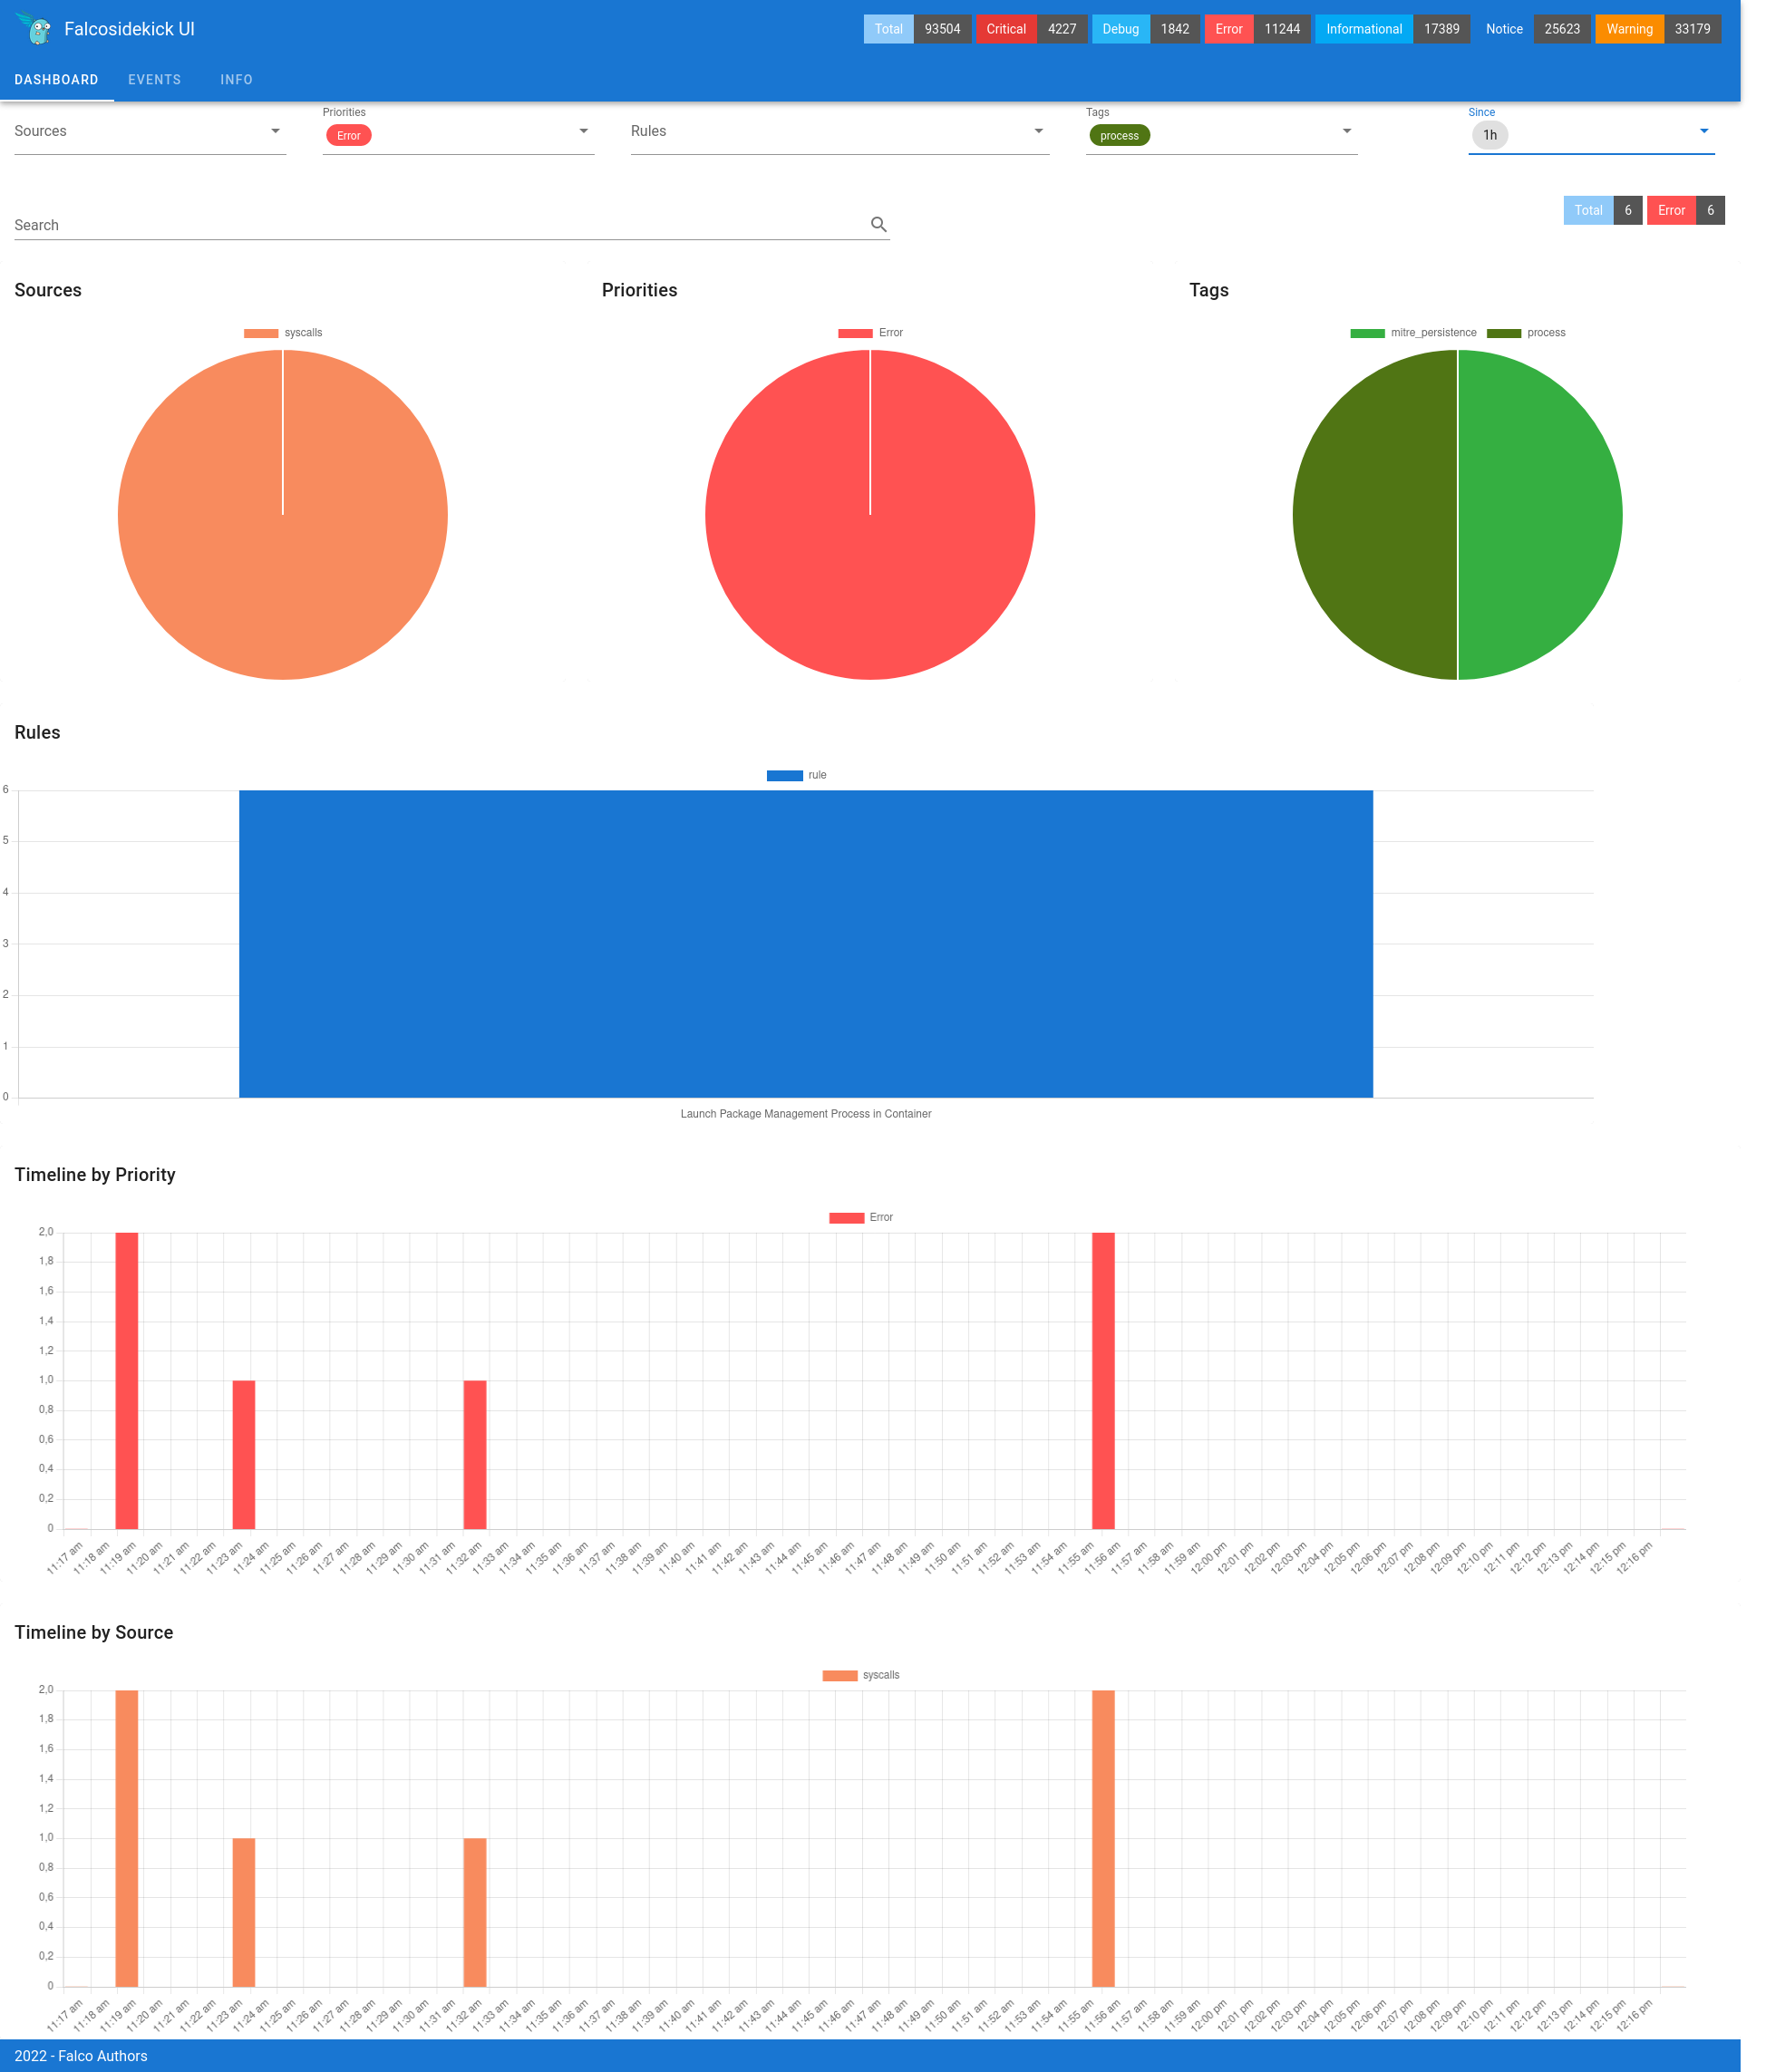 Falcosidekick UI
Total 93504 Critical 4227 Debug 1842 Error 11244 Informational 17389 Notice 25623 Warning 33179
DASHBOARD EVENTS INFO
Sources
Priorities
Error
Rules
Tags
process
Since
1h
Search
Total 6 Error 6
Sources
syscalls
Priorities
Error
Tags
mitre_persistence process
Rules
rule
6
5
4
3
2
1
0
Launch Package Management Process in Container
Timeline by Priority
Error
2,0
1,8
1,6
1,4
1,2
1,0
0,8
0,6
0,4
0,2
0
11:17 am 11:18 am 11:19 am 11:20 am 11:21 am 11:22 am 11:23 am 11:24 am 11:25 am 11:26 am 11:27 am 11:28 am 11:29 am 11:30 am 11:31 am 11:32 am 11:33 am 11:34 am 11:35 am 11:36 am 11:37 am 11:38 am 11:39 am 11:40 am 11:41 am 11:42 am 11:43 am 11:44 am 11:45 am 11:46 am 11:47 am 11:48 am 11:49 am 11:50 am 11:51 am 11:52 am 11:53 am 11:54 am 11:55 am 11:56 am 11:57 am 11:58 am 11:59 am 12:00 pm 12:01 pm 12:02 pm 12:03 pm 12:04 pm 12:05 pm 12:06 pm 12:07 pm 12:08 pm 12:09 pm 12:10 pm 12:11 pm 12:12 pm 12:13 pm 12:14 pm 12:15 pm 12:16 pm
Timeline by Source
syscalls
2,0
1,8
1,6
1,4
1,2
1,0
0,8
0,6
0,4
0,2
0
11:17 am 11:18 am 11:19 am 11:20 am 11:21 am 11:22 am 11:23 am 11:24 am 11:25 am 11:26 am 11:27 am 11:28 am 11:29 am 11:30 am 11:31 am 11:32 am 11:33 am 11:34 am 11:35 am 11:36 am 11:37 am 11:38 am 11:39 am 11:40 am 11:41 am 11:42 am 11:43 am 11:44 am 11:45 am 11:46 am 11:47 am 11:48 am 11:49 am 11:50 am 11:51 am 11:52 am 11:53 am 11:54 am 11:55 am 11:56 am 11:57 am 11:58 am 11:59 am 12:00 pm 12:01 pm 12:02 pm 12:03 pm 12:04 pm 12:05 pm 12:06 pm 12:07 pm 12:08 pm 12:09 pm 12:10 pm 12:11 pm 12:12 pm 12:13 pm 12:14 pm 12:15 pm 12:16 pm
2022 - Falco Authors